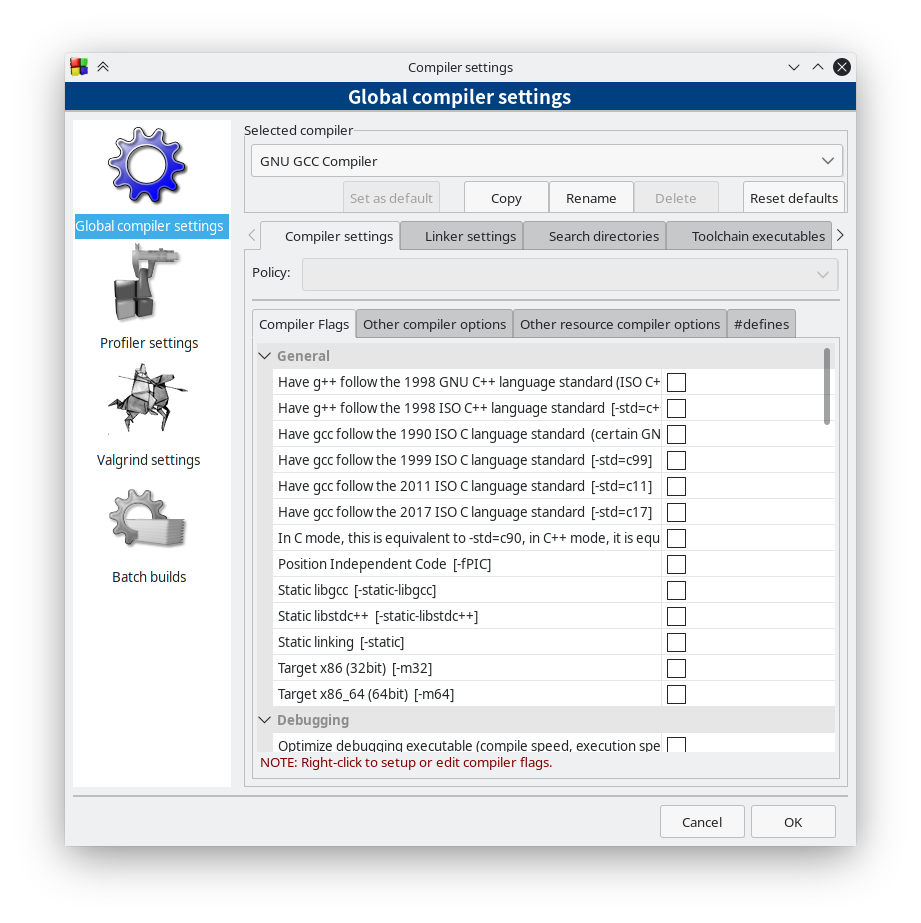 Compiler settings
Global compiler settings
Global compiler settings
Profiler settings
Valgrind settings
Batch builds
Selected compiler
GNU GCC Compiler
Set as default
Copy
Rename
Delete
Reset defaults
Compiler settings
Linker settings
Search directories
Toolchain executables
Policy:
Compiler Flags
Other compiler options
Other resource compiler options
#defines
General
Have g++ follow the 1998 GNU C++ language standard (ISO C+
Have g++ follow the 1998 ISO C++ language standard [-std=c+
Have gcc follow the 1990 ISO C language standard (certain GN
Have gcc follow the 1999 ISO C language standard [-std=c99]
Have gcc follow the 2011 ISO C language standard [-std=c11]
Have gcc follow the 2017 ISO C language standard [-std=c17]
In C mode, this is equivalent to -std=c90, in C++ mode, it is equ
Position Independent Code [-fPIC]
Static libgcc [-static-libgcc]
Static libstdc++ [-static-libstdc++]
Static linking [-static]
Target x86 (32bit) [-m32]
Target x86_64 (64bit) [-m64]
Debugging
Optimize debugging executable (compile speed, execution spe
NOTE: Right-click to setup or edit compiler flags.
Cancel
OK